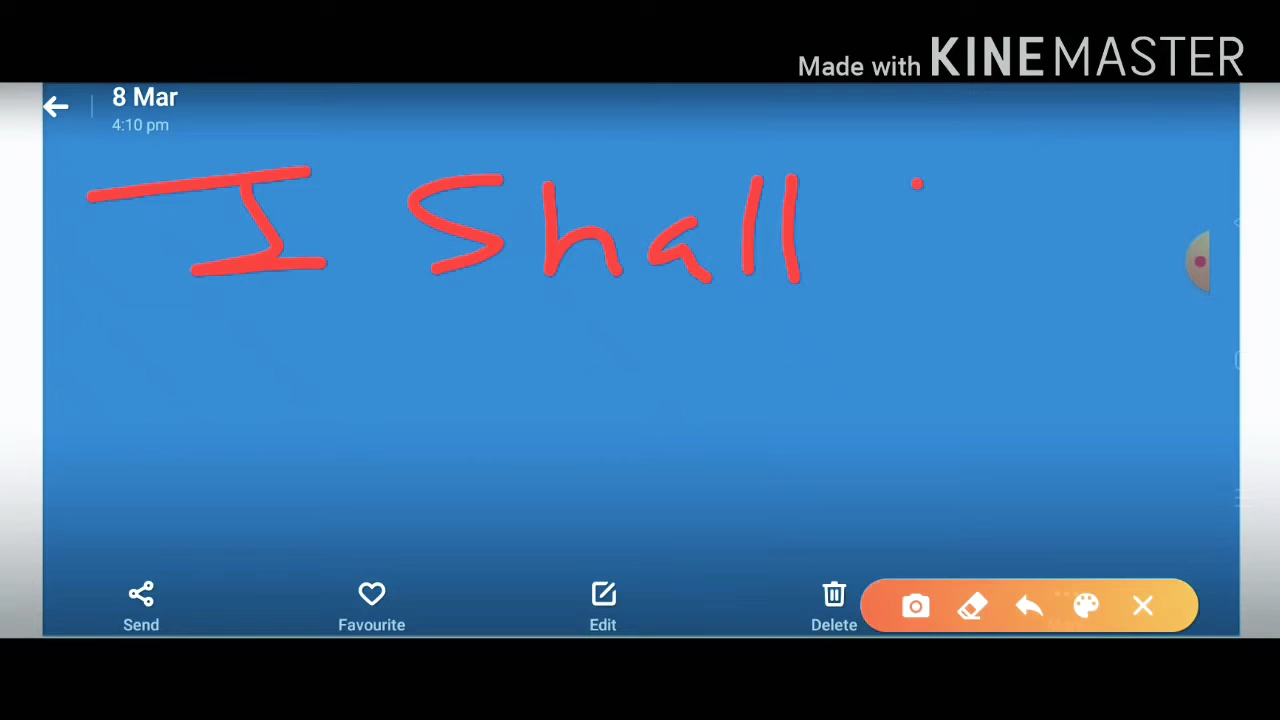 Made with KINEMASTER
8 Mar
4:10 pm
I Shall
Send Favourite Edit Delete